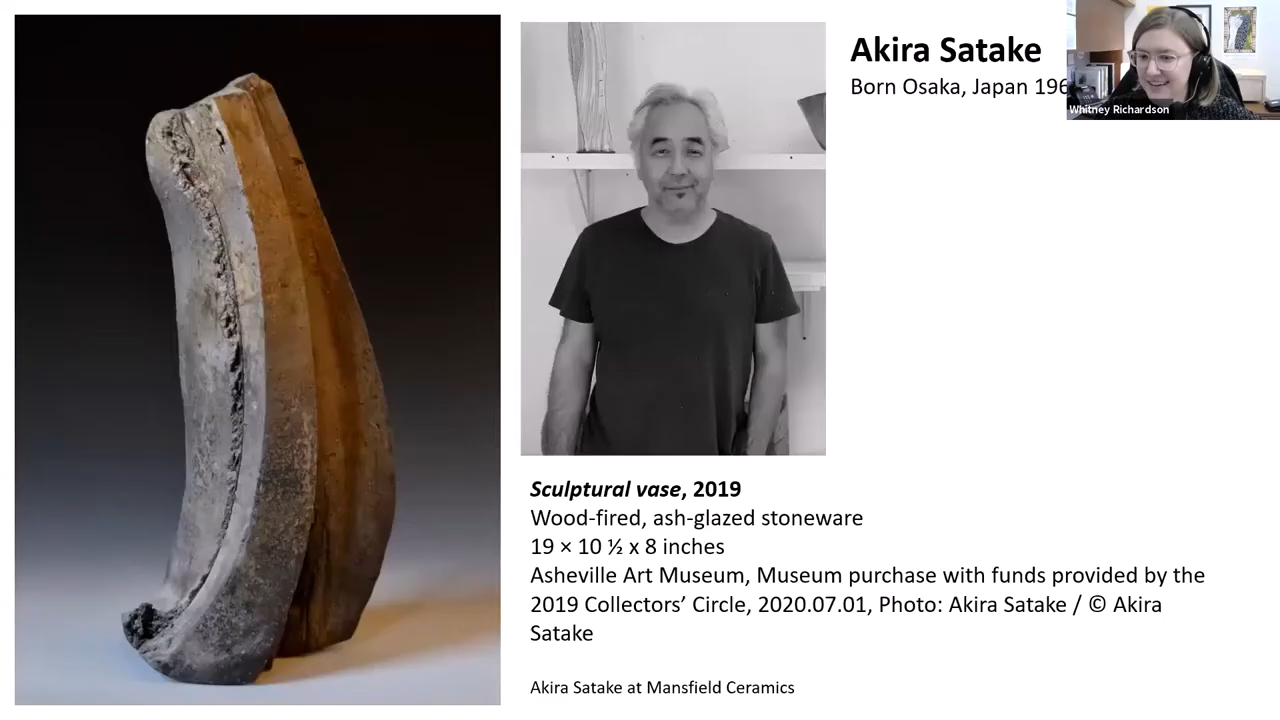 Akira Satake
Born Osaka, Japan 196
Whitney Richardson
Sculptural vase, 2019
Wood-fired, ash-glazed stoneware
19 × 10 ½ x 8 inches
Asheville Art Museum, Museum purchase with funds provided by the
2019 Collectors’ Circle, 2020.07.01, Photo: Akira Satake / © Akira
Satake
Akira Satake at Mansfield Ceramics